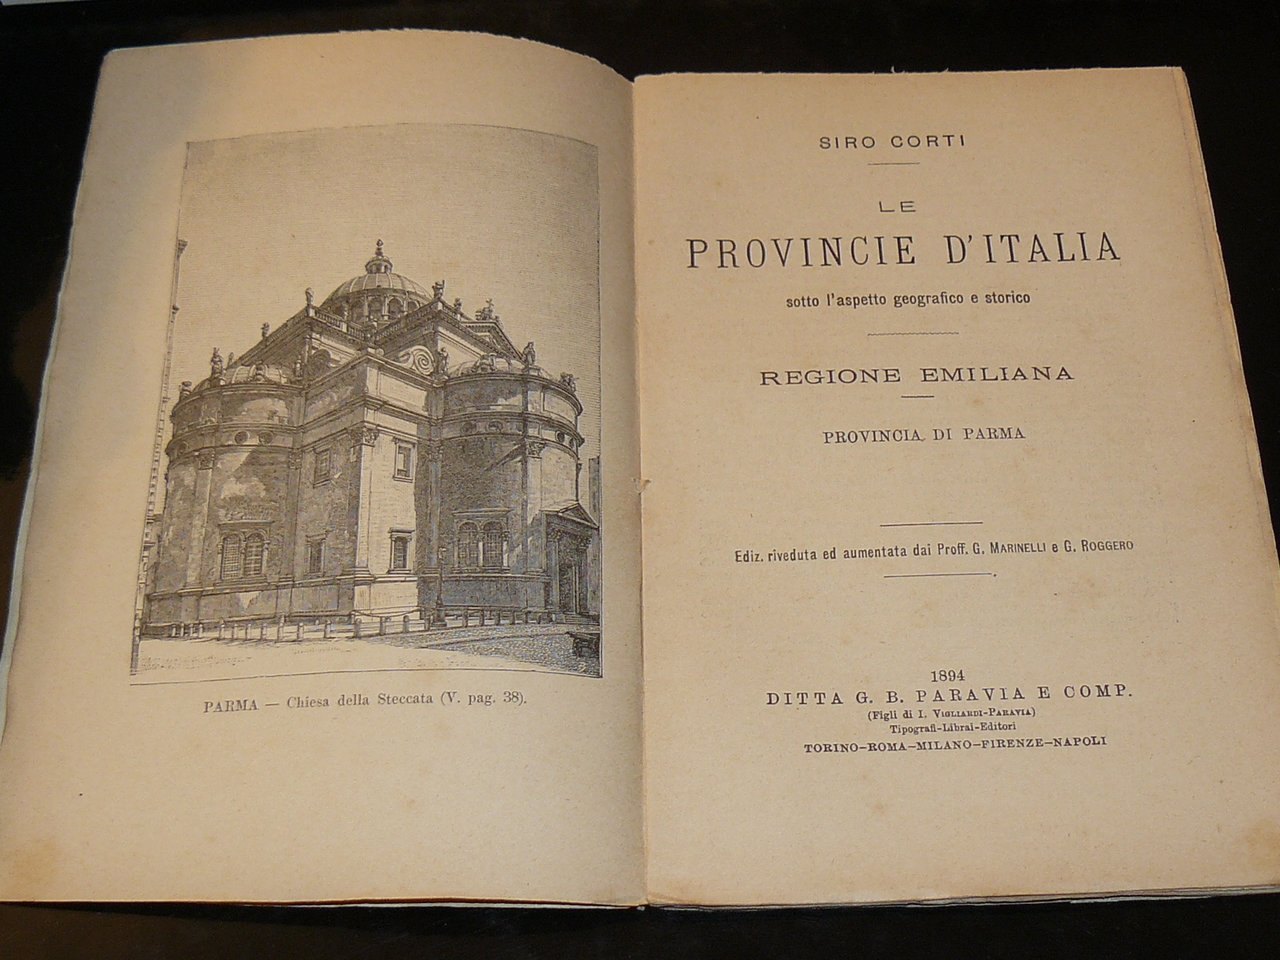 PARMA — Chiesa della Steccata (V. pag. 38).
SIRO CORTI
LE
PROVINCIE D'ITALIA
sotto l'aspetto geografico e storico
REGIONE EMILIANA
PROVINCIA DI PARMA
Ediz. riveduta ed aumentata dai Proff. G. MARINELLI e G. ROGGERO
1894
DITTA G. B. PARAVIA E COMP.
(Figli di I. VIGLIARDI-PARAVIA)
Tipografi-Librai-Editori
TORINO-ROMA-MILANO-FIRENZE-NAPOLI